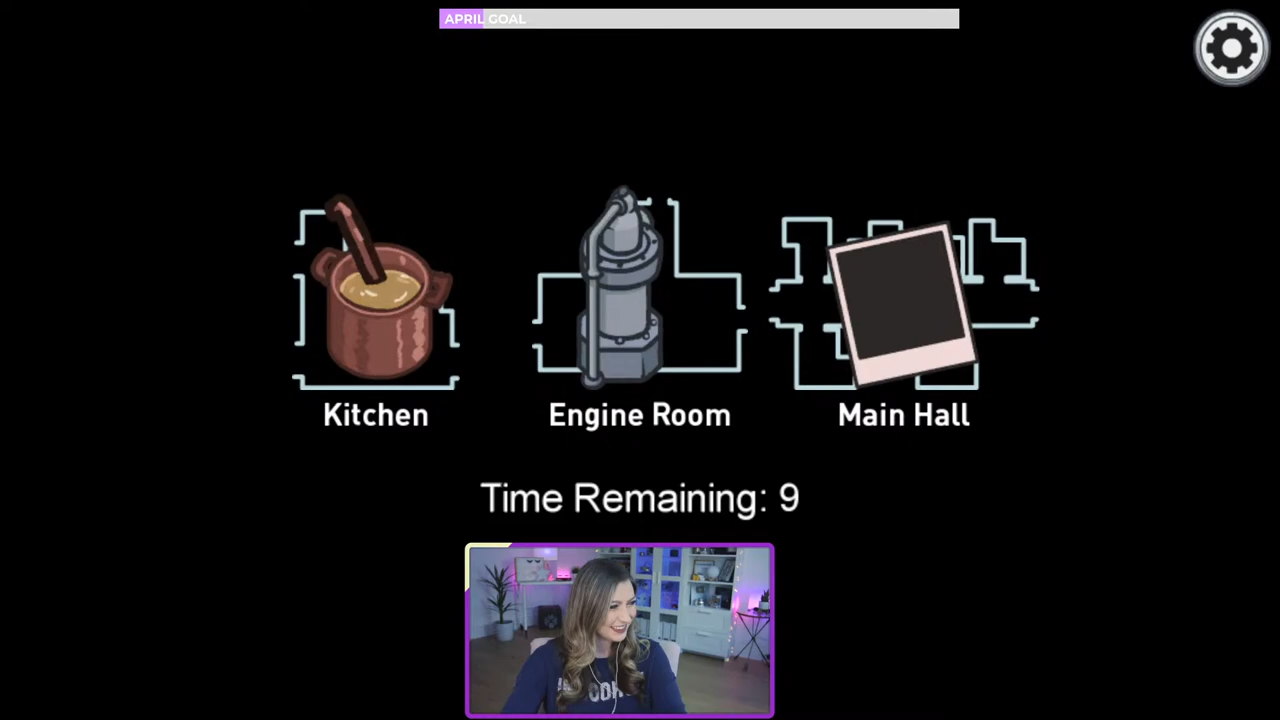 APRIL GOAL
Kitchen
Engine Room
Main Hall
Time Remaining: 9